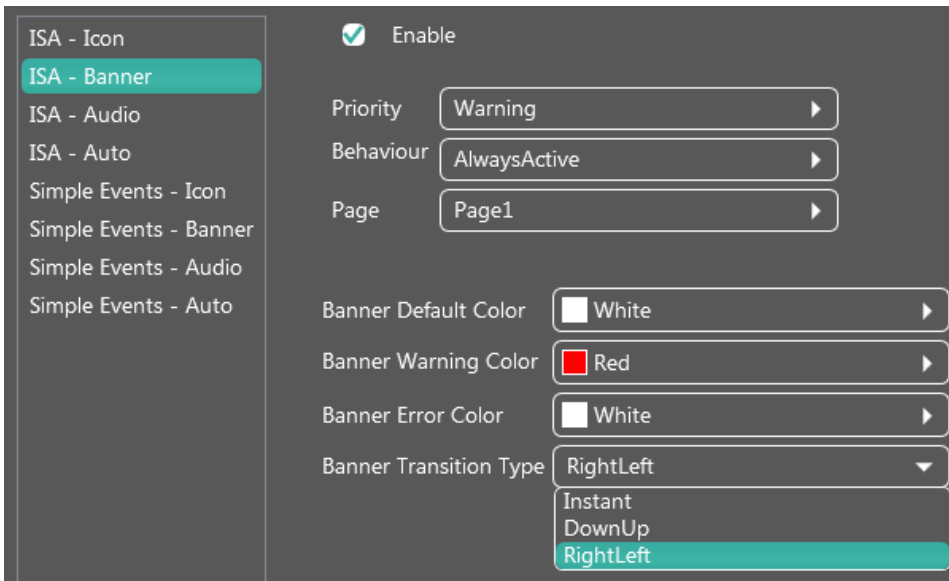 ISA - Icon
ISA - Banner
ISA - Audio
ISA - Auto
Simple Events - Icon
Simple Events - Banner
Simple Events - Audio
Simple Events - Auto
Enable
Priority Warning
Behaviour AlwaysActive
Page Page1
Banner Default Color White
Banner Warning Color Red
Banner Error Color White
Banner Transition Type RightLeft
Instant
DownUp
RightLeft